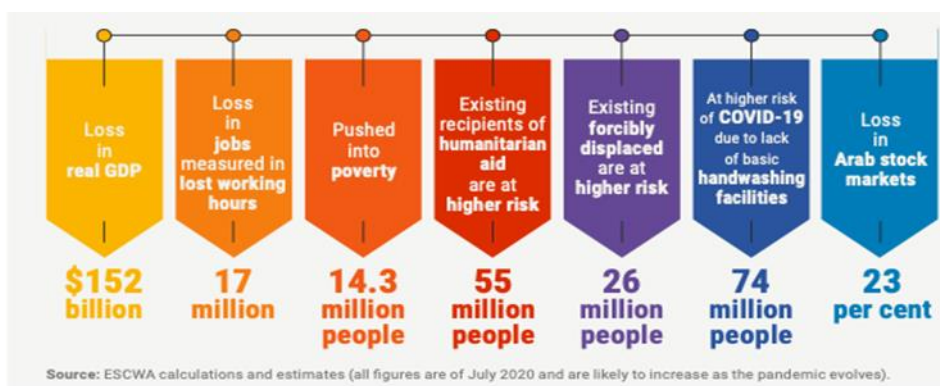 Loss
in
real GDP
$152
billion
Loss
in
jobs
measured in
lost working
hours
17
million
Pushed
into
poverty
14.3
million
people
Existing
recipients of
humanitarian
aid
are at
higher risk
55
million
people
Existing
forcibly
displaced
are at
higher risk
26
million
people
At higher risk
of COVID-19
due to lack
of basic
handwashing
facilities
74
million
people
Loss
in
Arab stock
markets
23
per cent
Source: ESCWA calculations and estimates (all figures are of July 2020 and are likely to increase as the pandemic evolves).